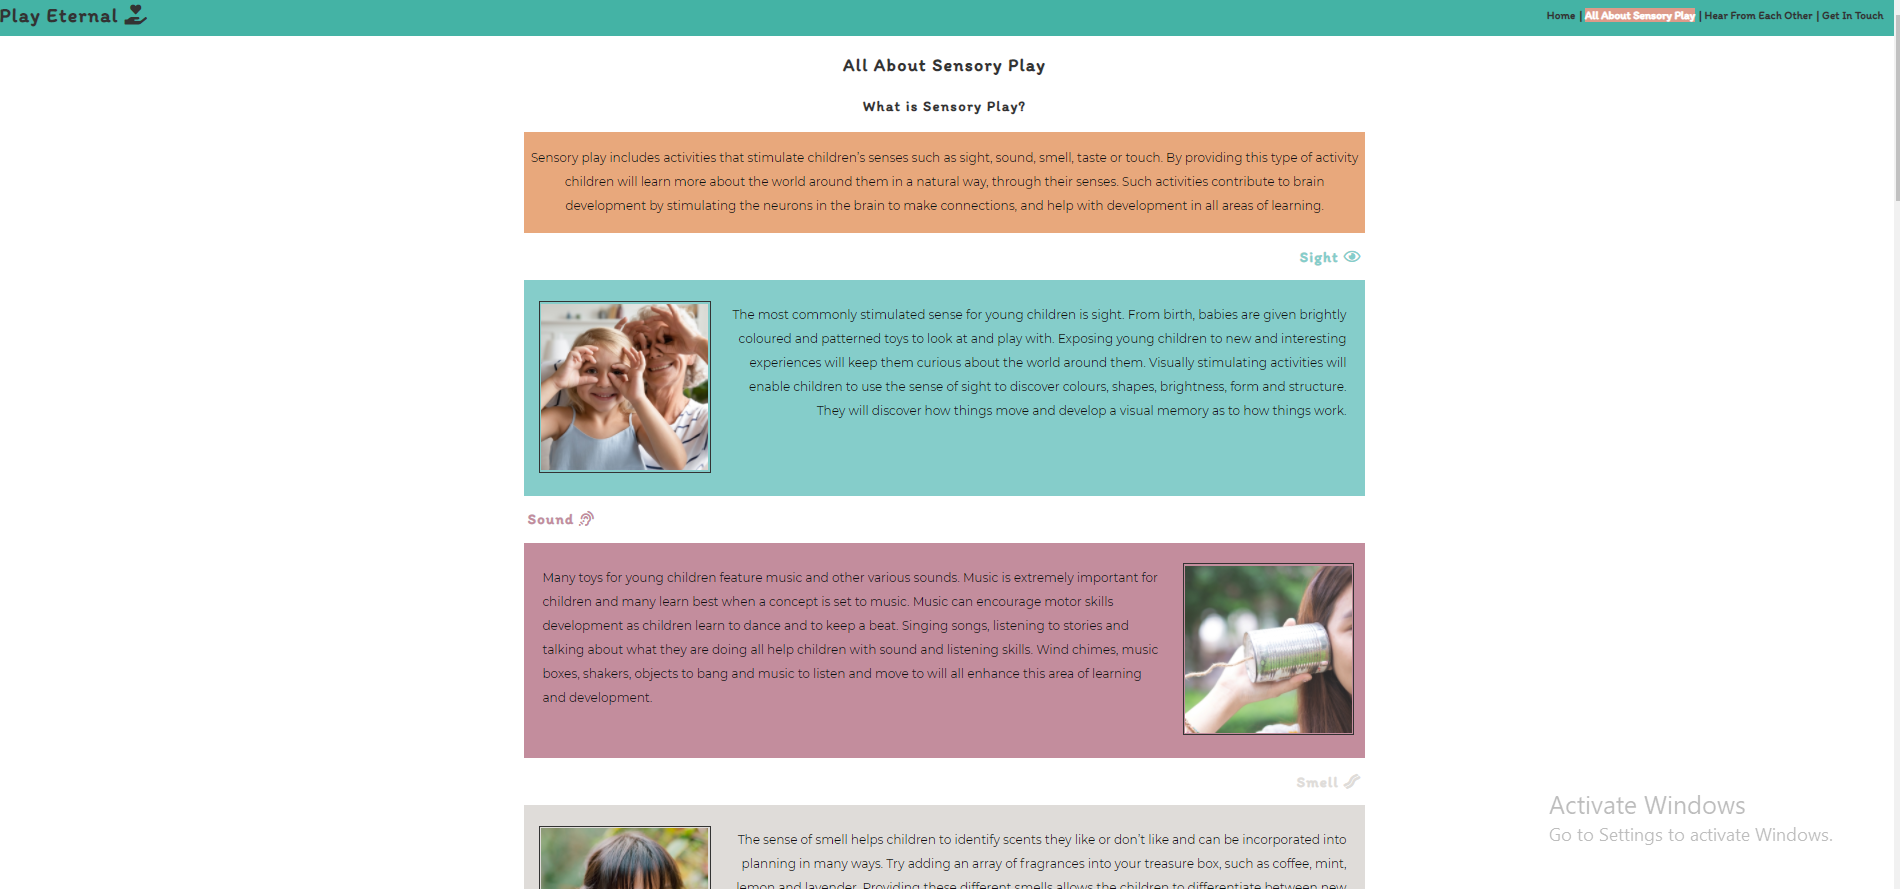 Play Eternal
Home | All About Sensory Play | Hear From Each Other | Get In Touch
All About Sensory Play
What is Sensory Play?
Sensory play includes activities that stimulate children's senses such as sight, sound, smell, taste or touch. By providing this type of activity
children will learn more about the world around them in a natural way, through their senses. Such activities contribute to brain
development by stimulating the neurons in the brain to make connections, and help with development in all areas of learning.
Sight
The most commonly stimulated sense for young children is sight. From birth, babies are given brightly
coloured and patterned toys to look at and play with. Exposing young children to new and interesting
experiences will keep them curious about the world around them. Visually stimulating activities will
enable children to use the sense of sight to discover colours, shapes, brightness, form and structure.
They will discover how things move and develop a visual memory as to how things work.
Sound
Many toys for young children feature music and other various sounds. Music is extremely important for
children and many learn best when a concept is set to music. Music can encourage motor skills
development as children learn to dance and to keep a beat. Singing songs, listening to stories and
talking about what they are doing all help children with sound and listening skills. Wind chimes, music
boxes, shakers, objects to bang and music to listen and move to will all enhance this area of learning
and development.
Smell
The sense of smell helps children to identify scents they like or don't like and can be incorporated into
planning in many ways. Try adding an array of fragrances into your treasure box, such as coffee, mint,
lemon and lavender. Providing these different smells allows the children to differentiate between new
Activate Windows
Go to Settings to activate Windows.